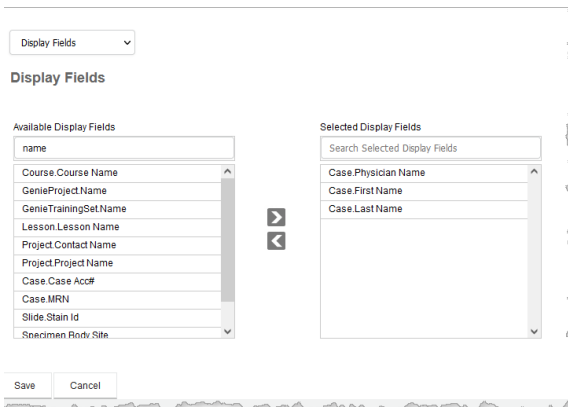 Display Fields
Display Fields
Available Display Fields
name
Course.Course Name
GenieProject.Name
GenieTrainingSet.Name
Lesson.Lesson Name
Project.Contact Name
Project.Project Name
Case.Case Acc#
Case.MRN
Slide.Stain Id
Specimen Body Site
Selected Display Fields
Search Selected Display Fields
Case.Physician Name
Case.First Name
Case.Last Name
Save
Cancel